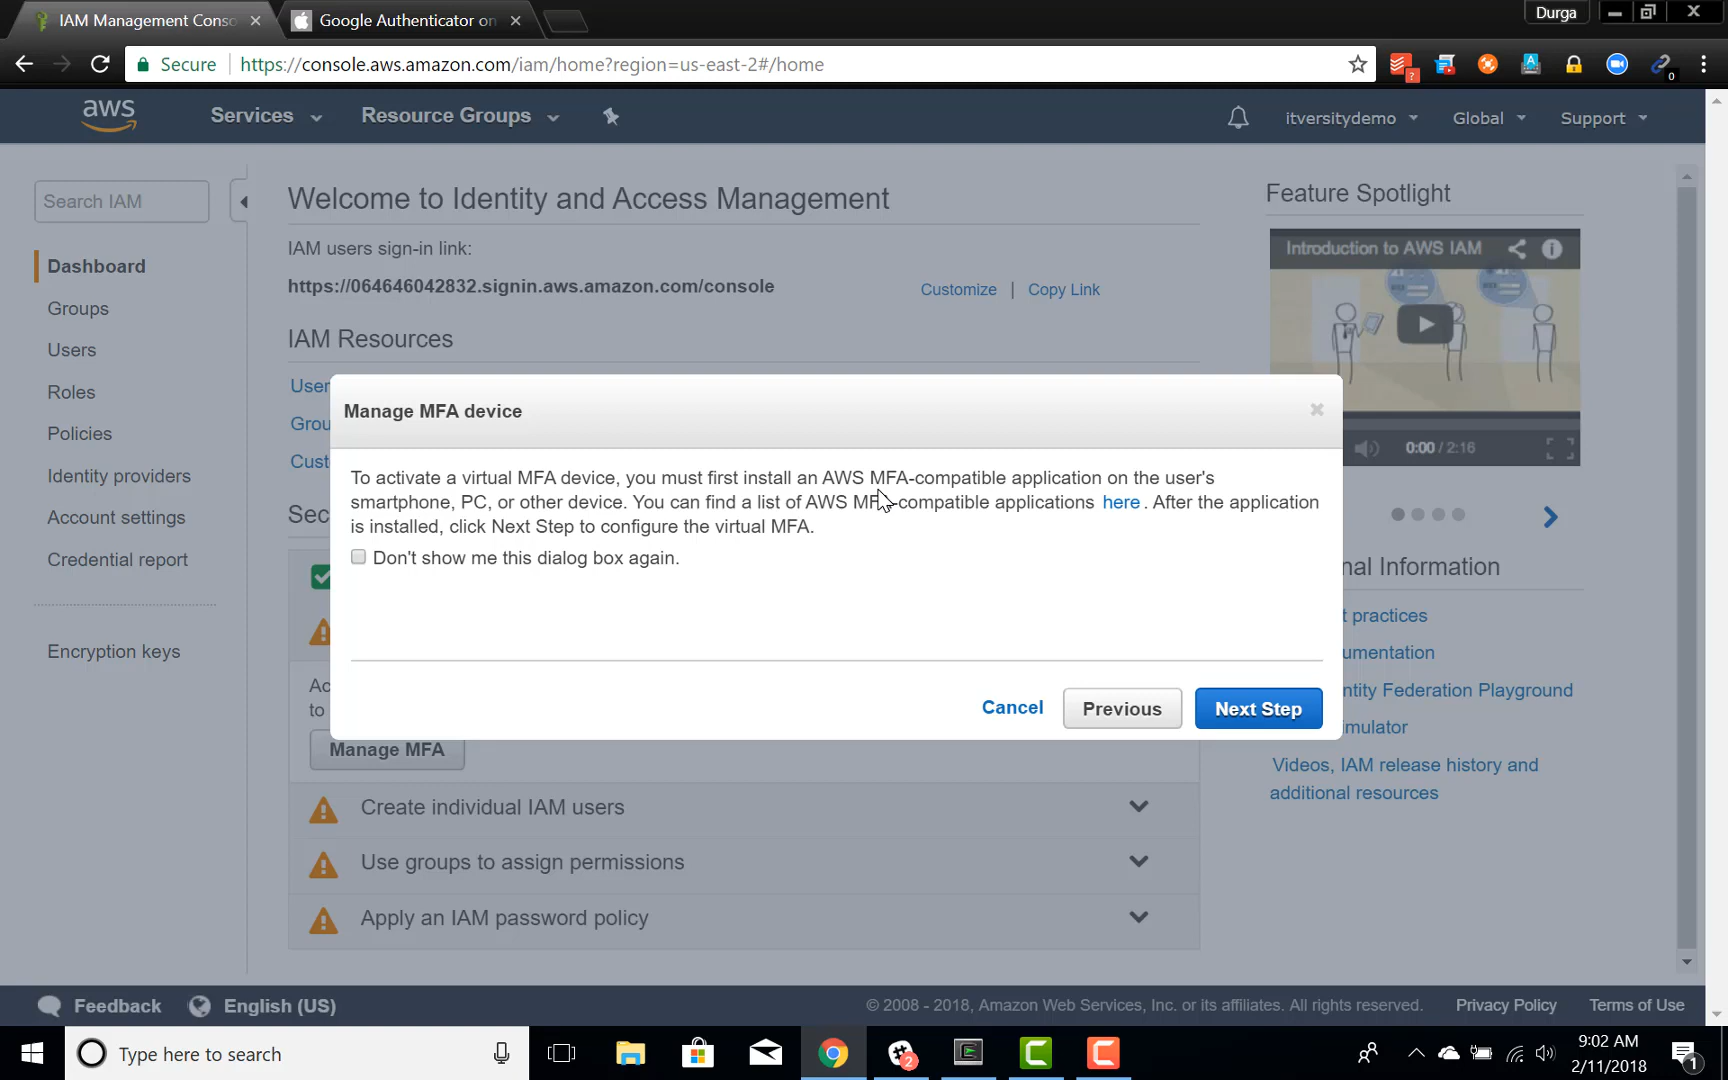 IAM Management Conso
Google Authenticator on
Durga
Secure
https://console.aws.amazon.com/iam/home?region=us-east-2#/home
?
A
0
aws
Services
Resource Groups
itversitydemo
Global
Support
Search IAM
Dashboard
Groups
Users
Roles
Policies
Identity providers
Account settings
Credential report
Encryption keys
Welcome to Identity and Access Management
IAM users sign-in link:
https://064646042832.signin.aws.amazon.com/console
Customize | Copy Link
IAM Resources
User
Grou
Cust
Sec
Ac
to
Manage MFA
Create individual IAM users
Use groups to assign permissions
Apply an IAM password policy
Manage MFA device
To activate a virtual MFA device, you must first install an AWS MFA-compatible application on the user's
smartphone, PC, or other device. You can find a list of AWS MFA-compatible applications here . After the application
is installed, click Next Step to configure the virtual MFA.
Don't show me this dialog box again.
Cancel
Previous
Next Step
Feature Spotlight
Introduction to AWS IAM
0:00 / 2:16
nal Information
t practices
umentation
ntity Federation Playground
imulator
Videos, IAM release history and
additional resources
Feedback
English (US)
© 2008 - 2018, Amazon Web Services, Inc. or its affiliates. All rights reserved.
Privacy Policy
Terms of Use
Type here to search
2
9:02 AM
2/11/2018
1